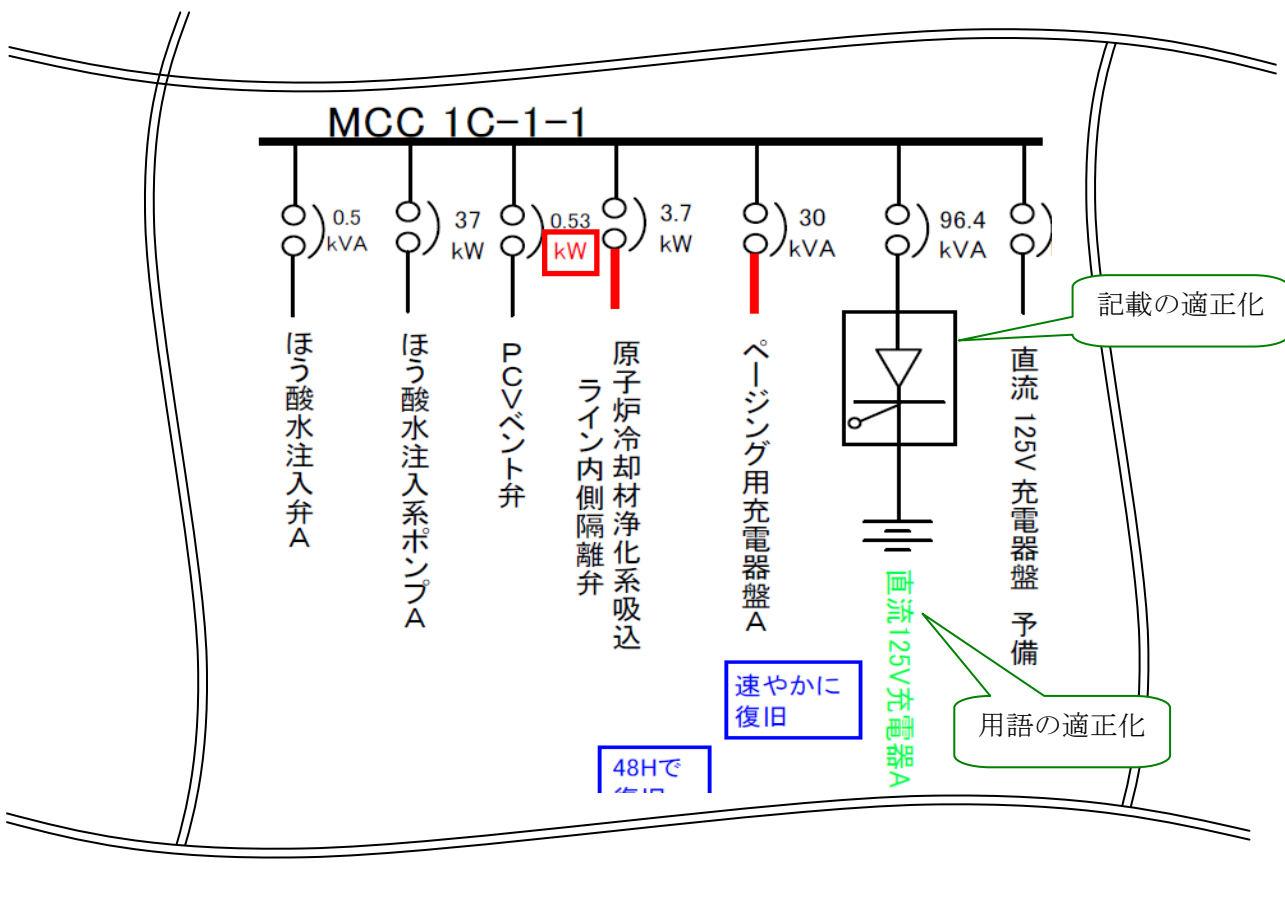 MCC 1C-1-1
0.5
kVA
37
kW
0.53
kW
3.7
kW
30
kVA
96.4
kVA
記載の適正化
ほう酸水注入弁A
ほう酸水注入系ポンプA
PCVベント弁
原子炉冷却材浄化系吸込
ライン内側隔離弁
ページング用充電器盤A
直流125V充電器A
直流 125V 充電器盤 予備
速やかに
復旧
用語の適正化
48Hで